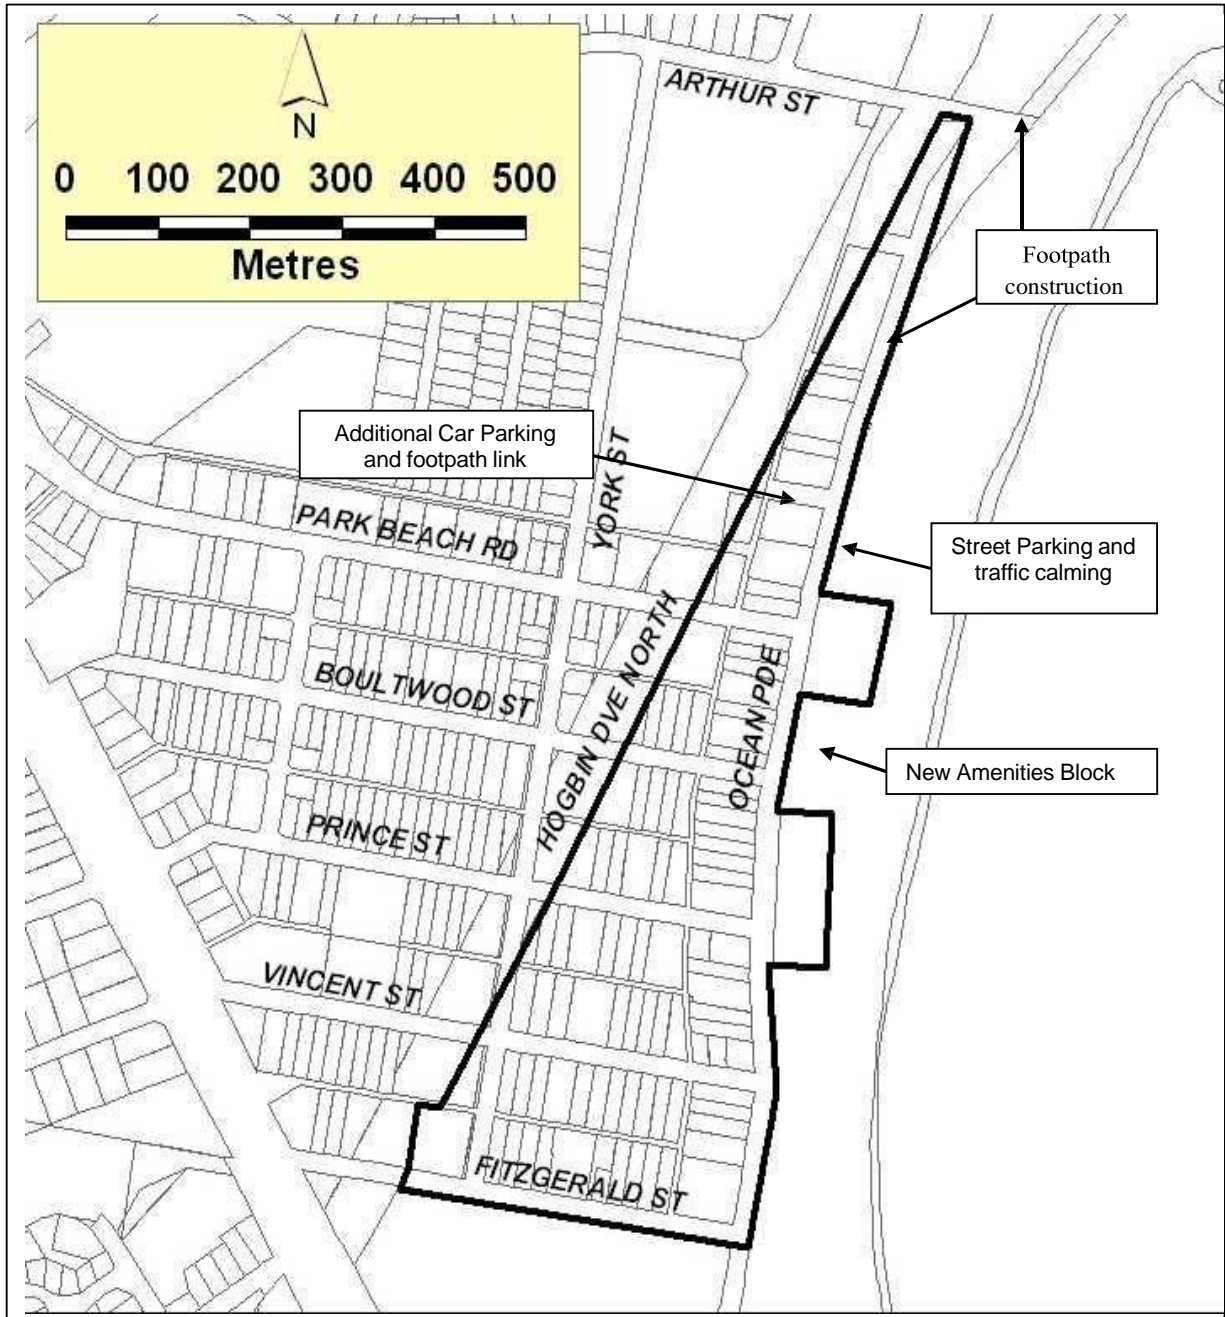 ARTHUR ST
N
0 100 200 300 400 500
Metres
Footpath
construction
Additional Car Parking
and footpath link
YORK ST
PARK BEACH RD
Street Parking and
traffic calming
HOGBIN DVE NORTH
BOULTWOOD ST
OCEAN PDE
New Amenities Block
PRINCE ST
VINCENT ST
FITZGERALD ST